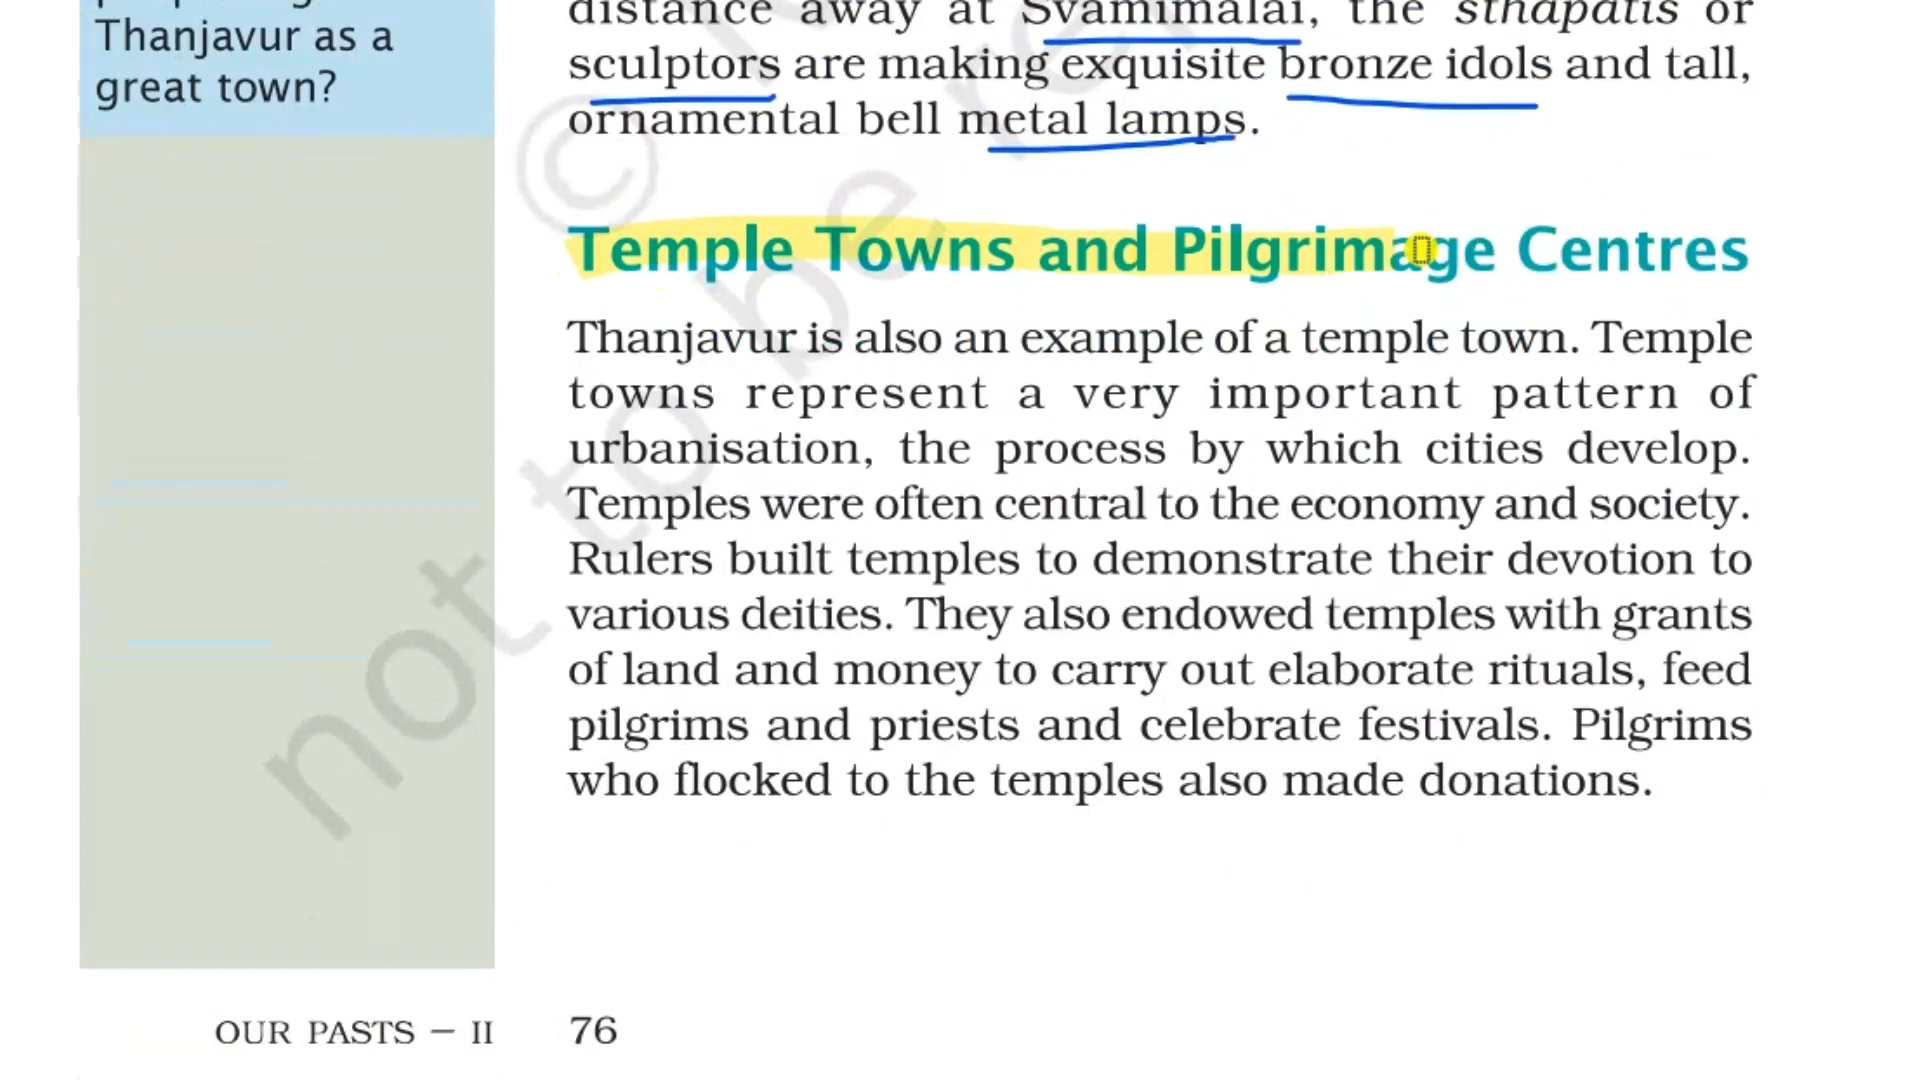 Thanjavur as a
great town?
distance away at Svamimalai, the sthapatis or
sculptors are making exquisite bronze idols and tall,
ornamental bell metal lamps.
Temple Towns and Pilgrimage Centres
Thanjavur is also an example of a temple town. Temple
towns represent a very important pattern of
urbanisation, the process by which cities develop.
Temples were often central to the economy and society.
Rulers built temples to demonstrate their devotion to
various deities. They also endowed temples with grants
of land and money to carry out elaborate rituals, feed
pilgrims and priests and celebrate festivals. Pilgrims
who flocked to the temples also made donations.
©
not to be
OUR PASTS – II 76